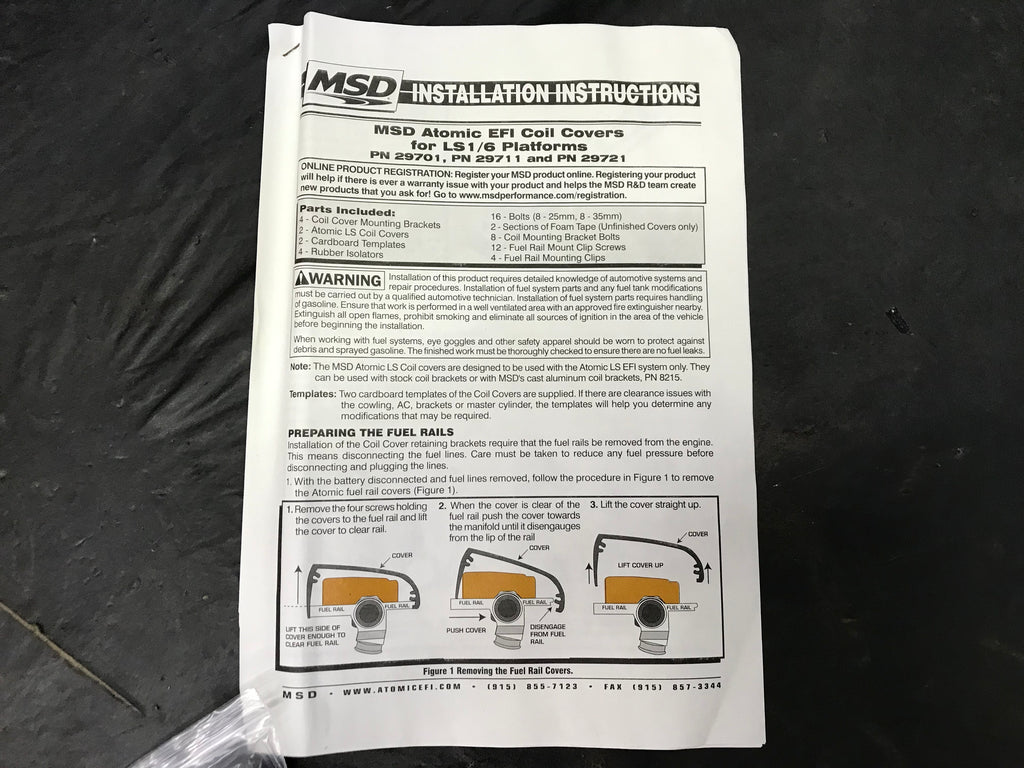 MSD INSTALLATION INSTRUCTIONS
MSD Atomic EFI Coil Covers
for LS1/6 Platforms
PN 29701, PN 29711 and PN 29721
ONLINE PRODUCT REGISTRATION: Register your MSD product online. Registering your product
will help if there is ever a warranty issue with your product and helps the MSD R&D team create
new products that you ask for! Go to www.msdperformance.com/registration.
Parts Included:
4 - Coil Cover Mounting Brackets
2 - Atomic LS Coil Covers
2 - Cardboard Templates
4 - Rubber Isolators
16 - Bolts (8 - 25mm, 8 - 35mm)
2 - Sections of Foam Tape (Unfinished Covers only)
8 - Coil Mounting Bracket Bolts
12 - Fuel Rail Mount Clip Screws
4 - Fuel Rail Mounting Clips
WARNING Installation of this product requires detailed knowledge of automotive systems and
repair procedures. Installation of fuel system parts and any fuel tank modifications
must be carried out by a qualified automotive technician. Installation of fuel system parts requires handling
of gasoline. Ensure that work is performed in a well ventilated area with an approved fire extinguisher nearby.
Extinguish all open flames, prohibit smoking and eliminate all sources of ignition in the area of the vehicle
before beginning the installation.
When working with fuel systems, eye goggles and other safety apparel should be worn to protect against
debris and sprayed gasoline. The finished work must be thoroughly checked to ensure there are no fuel leaks.
Note: The MSD Atomic LS Coil covers are designed to be used with the Atomic LS EFI system only. They
can be used with stock coil brackets or with MSD's cast aluminum coil brackets, PN 8215.
Templates: Two cardboard templates of the Coil Covers are supplied. If there are clearance issues with
the cowling, AC, brackets or master cylinder, the templates will help you determine any
modifications that may be required.
PREPARING THE FUEL RAILS
Installation of the Coil Cover retaining brackets require that the fuel rails be removed from the engine.
This means disconnecting the fuel lines. Care must be taken to reduce any fuel pressure before
disconnecting and plugging the lines.
1. With the battery disconnected and fuel lines removed, follow the procedure in Figure 1 to remove
the Atomic fuel rail covers (Figure 1).
1. Remove the four screws holding
the covers to the fuel rail and lift
the cover to clear rail.
COVER
FUEL RAIL
FUEL RAIL
LIFT THIS SIDE OF
COVER ENOUGH TO
CLEAR FUEL RAIL
2. When the cover is clear of the
fuel rail push the cover towards
the manifold until it disengauges
from the lip of the rail
COVER
FUEL RAIL
FUEL RAIL
PUSH COVER
DISENGAGE
FROM FUEL
RAIL
3. Lift the cover straight up.
COVER
LIFT COVER UP
FUEL RAIL
FUEL RAIL
Figure 1 Removing the Fuel Rail Covers.
MSD • WWW.ATOMICEFI.COM • (915) 855-7123 • FAX (915) 857-3344